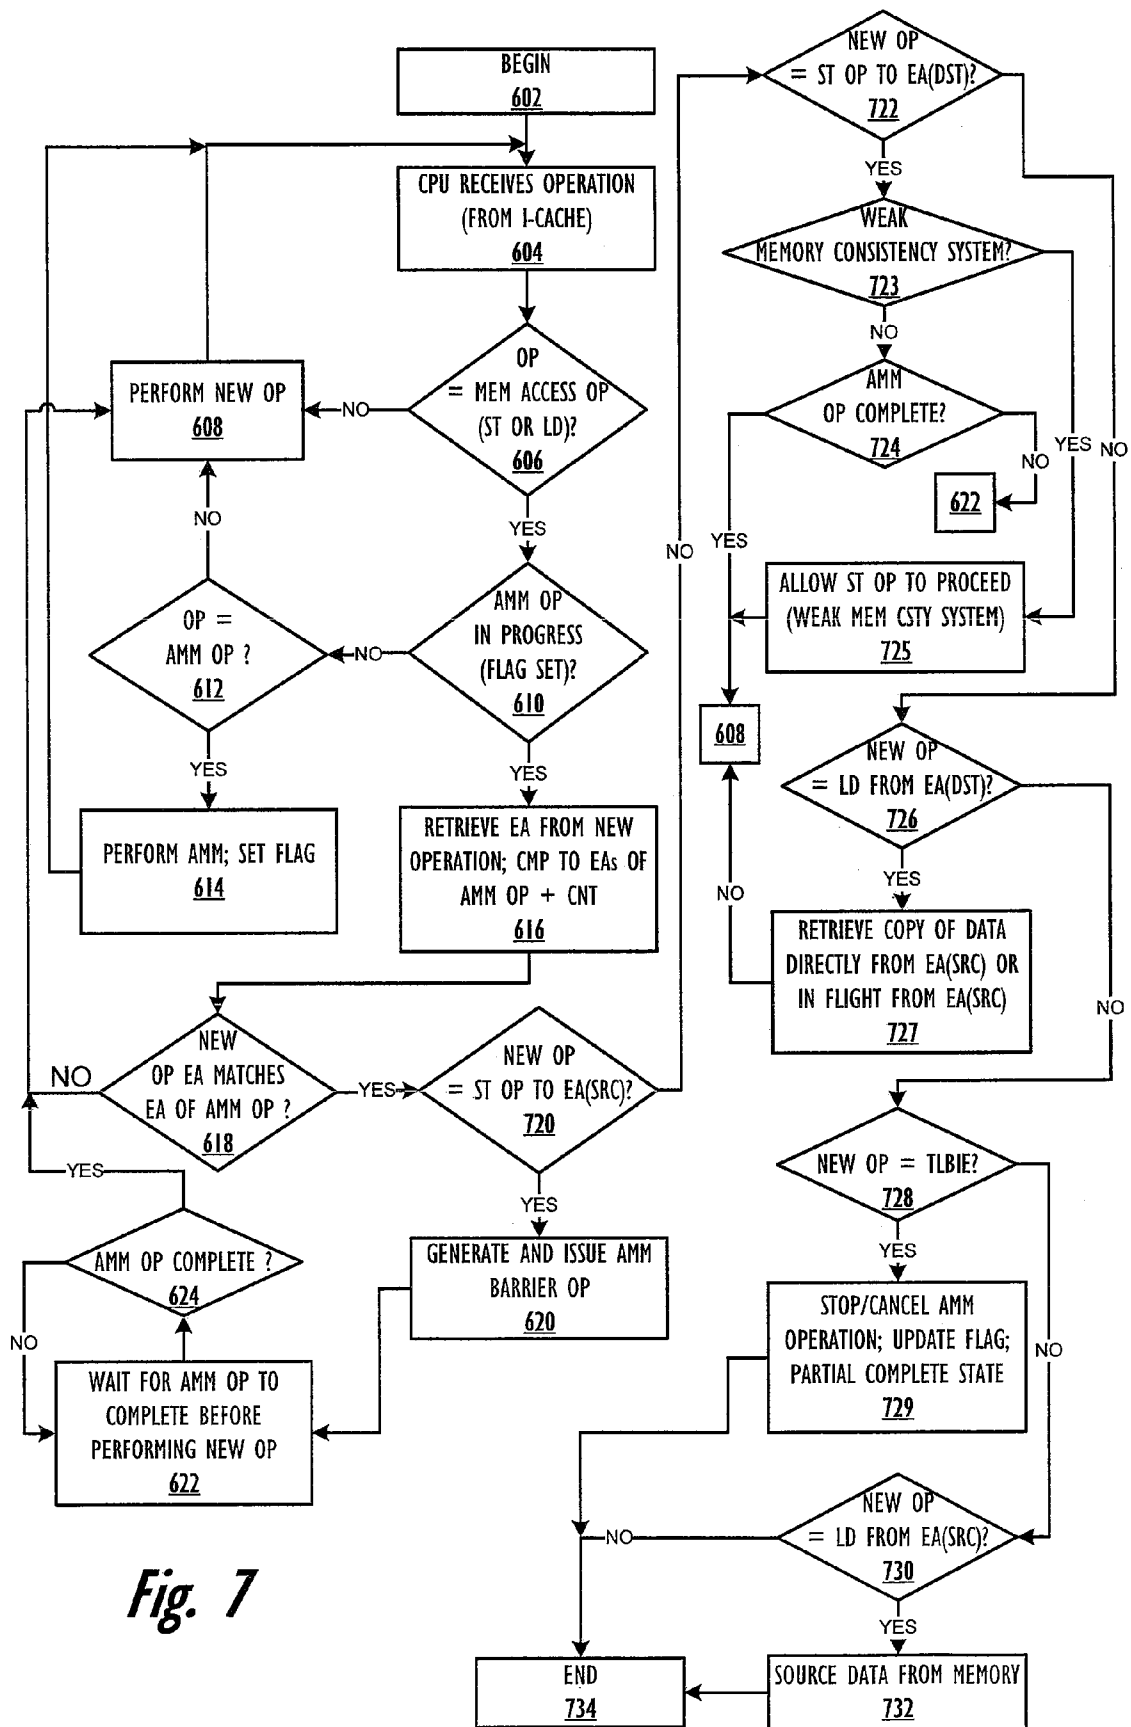 BEGIN
602
CPU RECEIVES OPERATION
(FROM I-CACHE)
604
OP
= MEM ACCESS OP
(ST OR LD)?
606
NO
YES
PERFORM NEW OP
608
NO
AMM OP
IN PROGRESS
(FLAG SET)?
610
NO
YES
OP =
AMM OP ?
612
YES
PERFORM AMM; SET FLAG
614
RETRIEVE EA FROM NEW
OPERATION; CMP TO EAs OF
AMM OP + CNT
616
NEW
OP EA MATCHES
EA OF AMM OP ?
618
NO
YES
NEW OP
= ST OP TO EA(SRC)?
720
NO
YES
GENERATE AND ISSUE AMM
BARRIER OP
620
YES
AMM OP COMPLETE ?
624
NO
WAIT FOR AMM OP TO
COMPLETE BEFORE
PERFORMING NEW OP
622
NEW OP
= ST OP TO EA(DST)?
722
YES
NO
WEAK
MEMORY CONSISTENCY SYSTEM?
723
NO
YES
AMM
OP COMPLETE?
724
NO
622
YES
ALLOW ST OP TO PROCEED
(WEAK MEM CSTY SYSTEM)
725
608
NEW OP
= LD FROM EA(DST)?
726
YES
NO
NO
RETRIEVE COPY OF DATA
DIRECTLY FROM EA(SRC) OR
IN FLIGHT FROM EA(SRC)
727
NEW OP = TLBIE?
728
YES
NO
STOP/CANCEL AMM
OPERATION; UPDATE FLAG;
PARTIAL COMPLETE STATE
729
NEW OP
= LD FROM EA(SRC)?
730
NO
YES
SOURCE DATA FROM MEMORY
732
END
734
Fig. 7